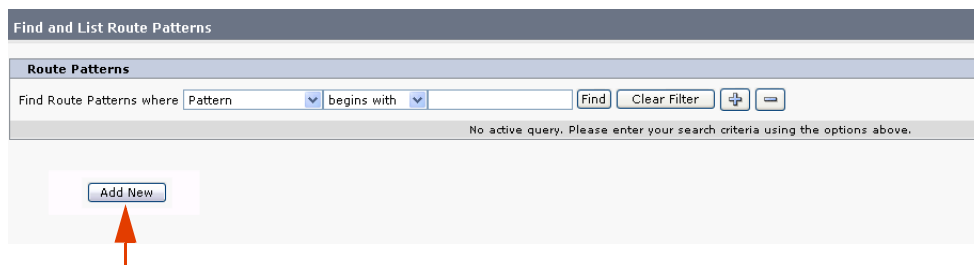 Find and List Route Patterns
Route Patterns
Find Route Patterns where Pattern begins with Find Clear Filter
No active query. Please enter your search criteria using the options above.
Add New